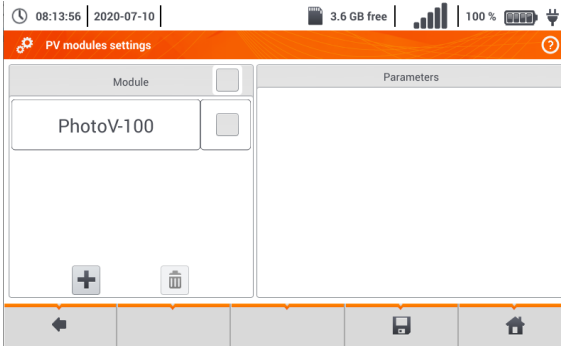 08:13:56 2020-07-10 3.6 GB free 100 %
PV modules settings ?
Module
Parameters
PhotoV-100